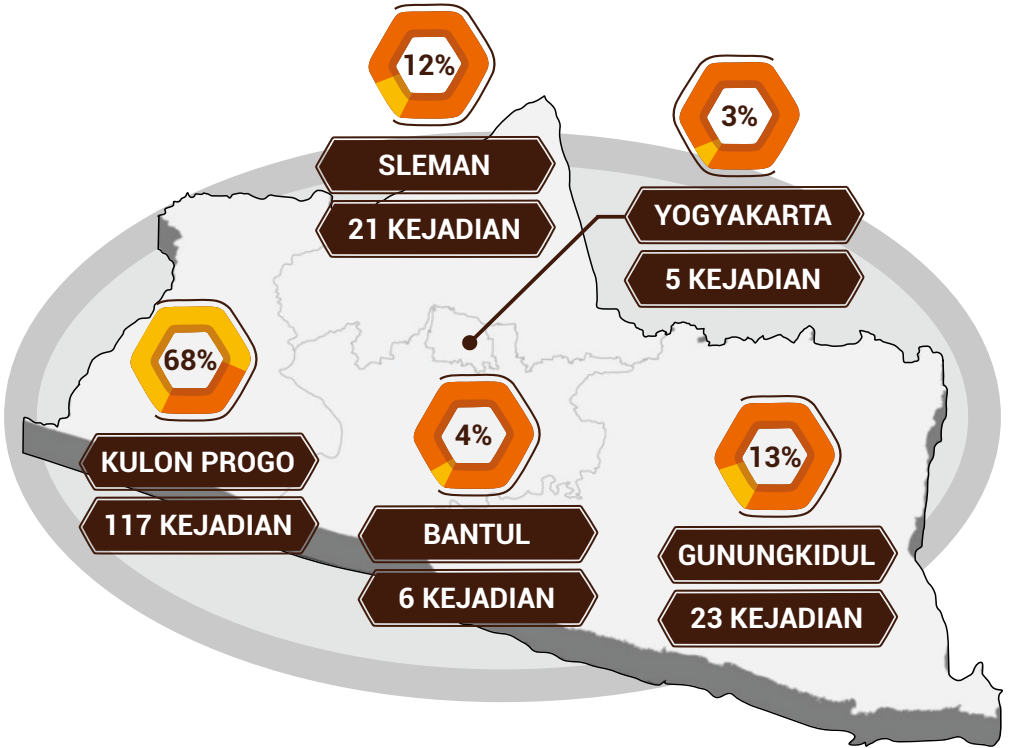 12%
SLEMAN
21 KEJADIAN
3%
YOGYAKARTA
5 KEJADIAN
68%
KULON PROGO
117 KEJADIAN
4%
BANTUL
6 KEJADIAN
13%
GUNUNGKIDUL
23 KEJADIAN